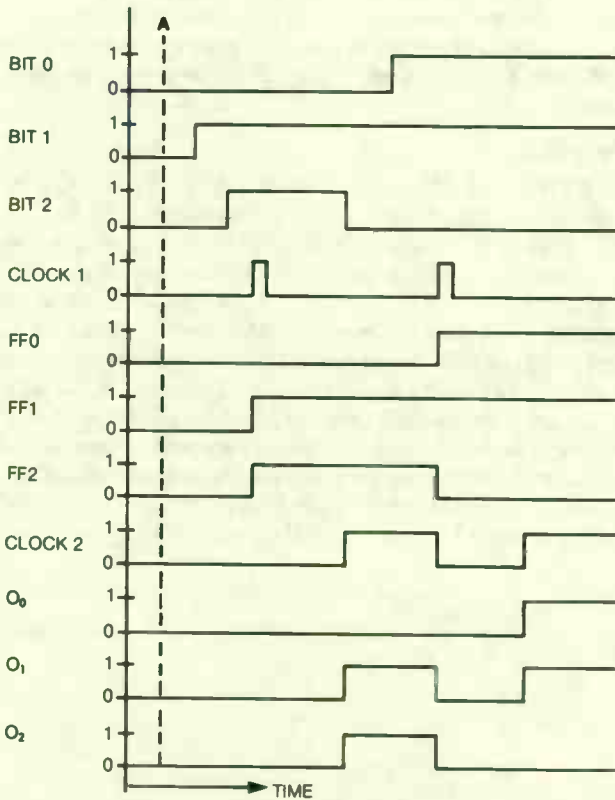 A
BIT 0 1
0
BIT 1 1
0
BIT 2 1
0
CLOCK 1 1
0
FF0 1
0
FF1 1
0
FF2 1
0
CLOCK 2 1
0
O₀ 1
0
O₁ 1
0
O₂ 1
0
TIME